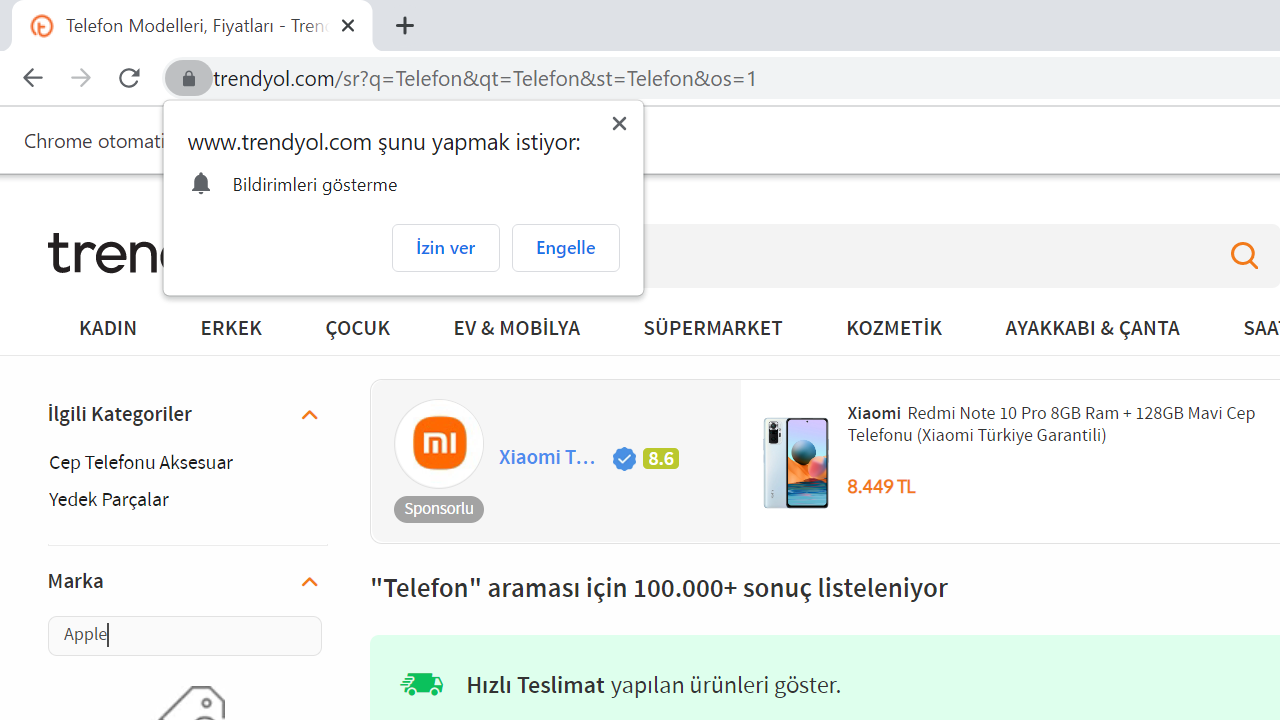 Telefon Modelleri, Fiyatları - Tren
trendyol.com/sr?q=Telefon&qt=Telefon&st=Telefon&os=1
Chrome otomati
www.trendyol.com şunu yapmak istiyor:
Bildirimleri gösterme
İzin ver
Engelle
tren
KADIN
ERKEK
ÇOCUK
EV & MOBİLYA
SÜPERMARKET
KOZMETİK
AYAKKABI & ÇANTA
SAAT
İlgili Kategoriler
Cep Telefonu Aksesuar
Yedek Parçalar
Marka
Apple
mi
Xiaomi T...
8.6
Sponsorlu
Xiaomi Redmi Note 10 Pro 8GB Ram + 128GB Mavi Cep
Telefonu (Xiaomi Türkiye Garantili)
8.449 TL
"Telefon" araması için 100.000+ sonuç listeleniyor
Hızlı Teslimat yapılan ürünleri göster.